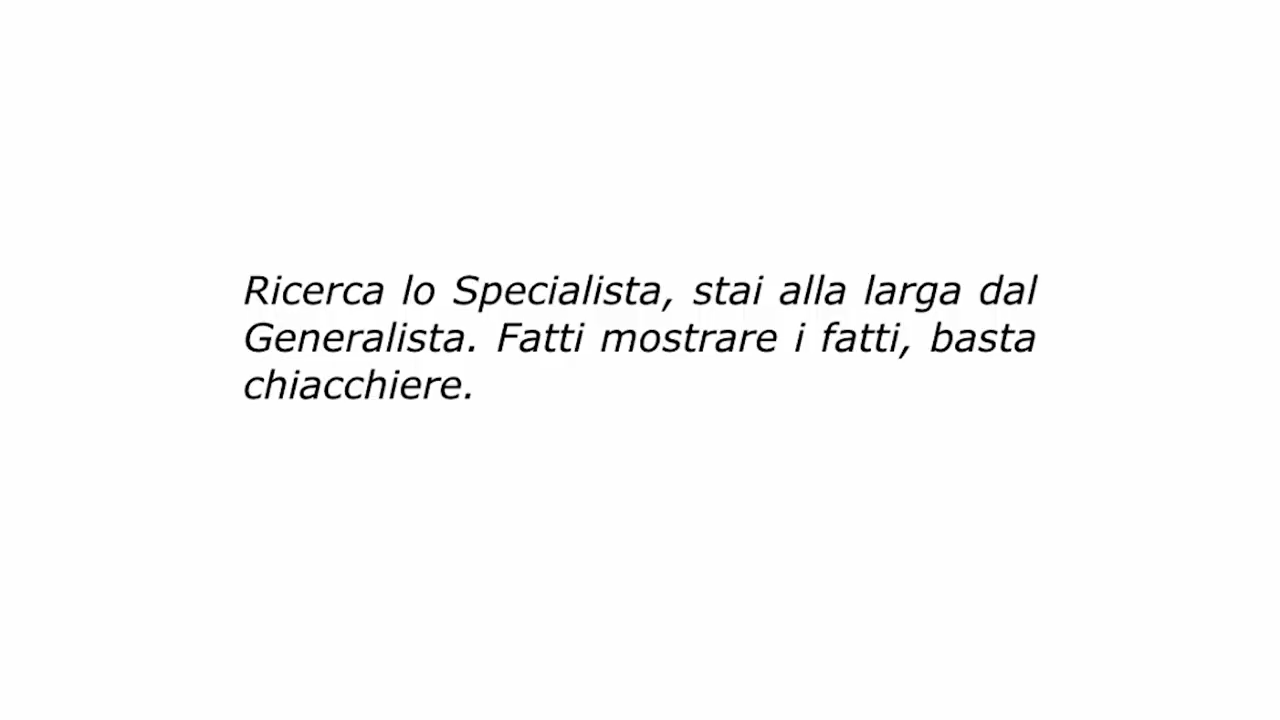 Ricerca lo Specialista, stai alla larga dal
Generalista. Fatti mostrare i fatti, basta
chiacchiere.